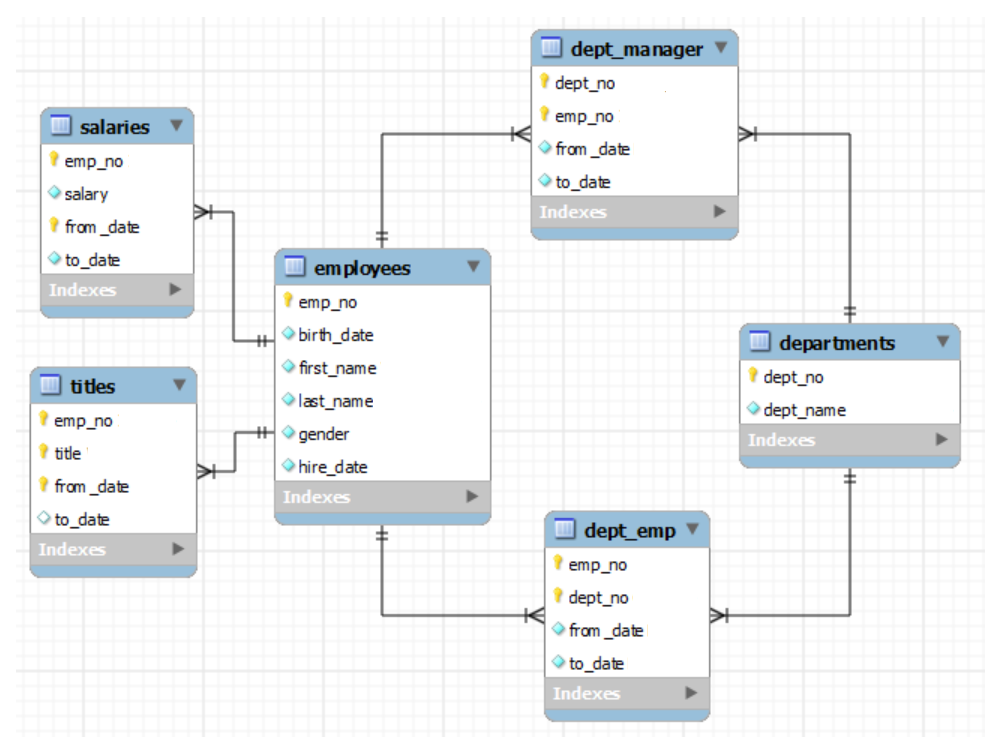 dept_manager
dept_no
emp_no
from_date
to_date
Indexes
salaries
emp_no
salary
from_date
to_date
Indexes
employees
emp_no
birth_date
first_name
last_name
gender
hire_date
Indexes
departments
dept_no
dept_name
Indexes
titles
emp_no
title
from_date
to_date
Indexes
dept_emp
emp_no
dept_no
from_date
to_date
Indexes